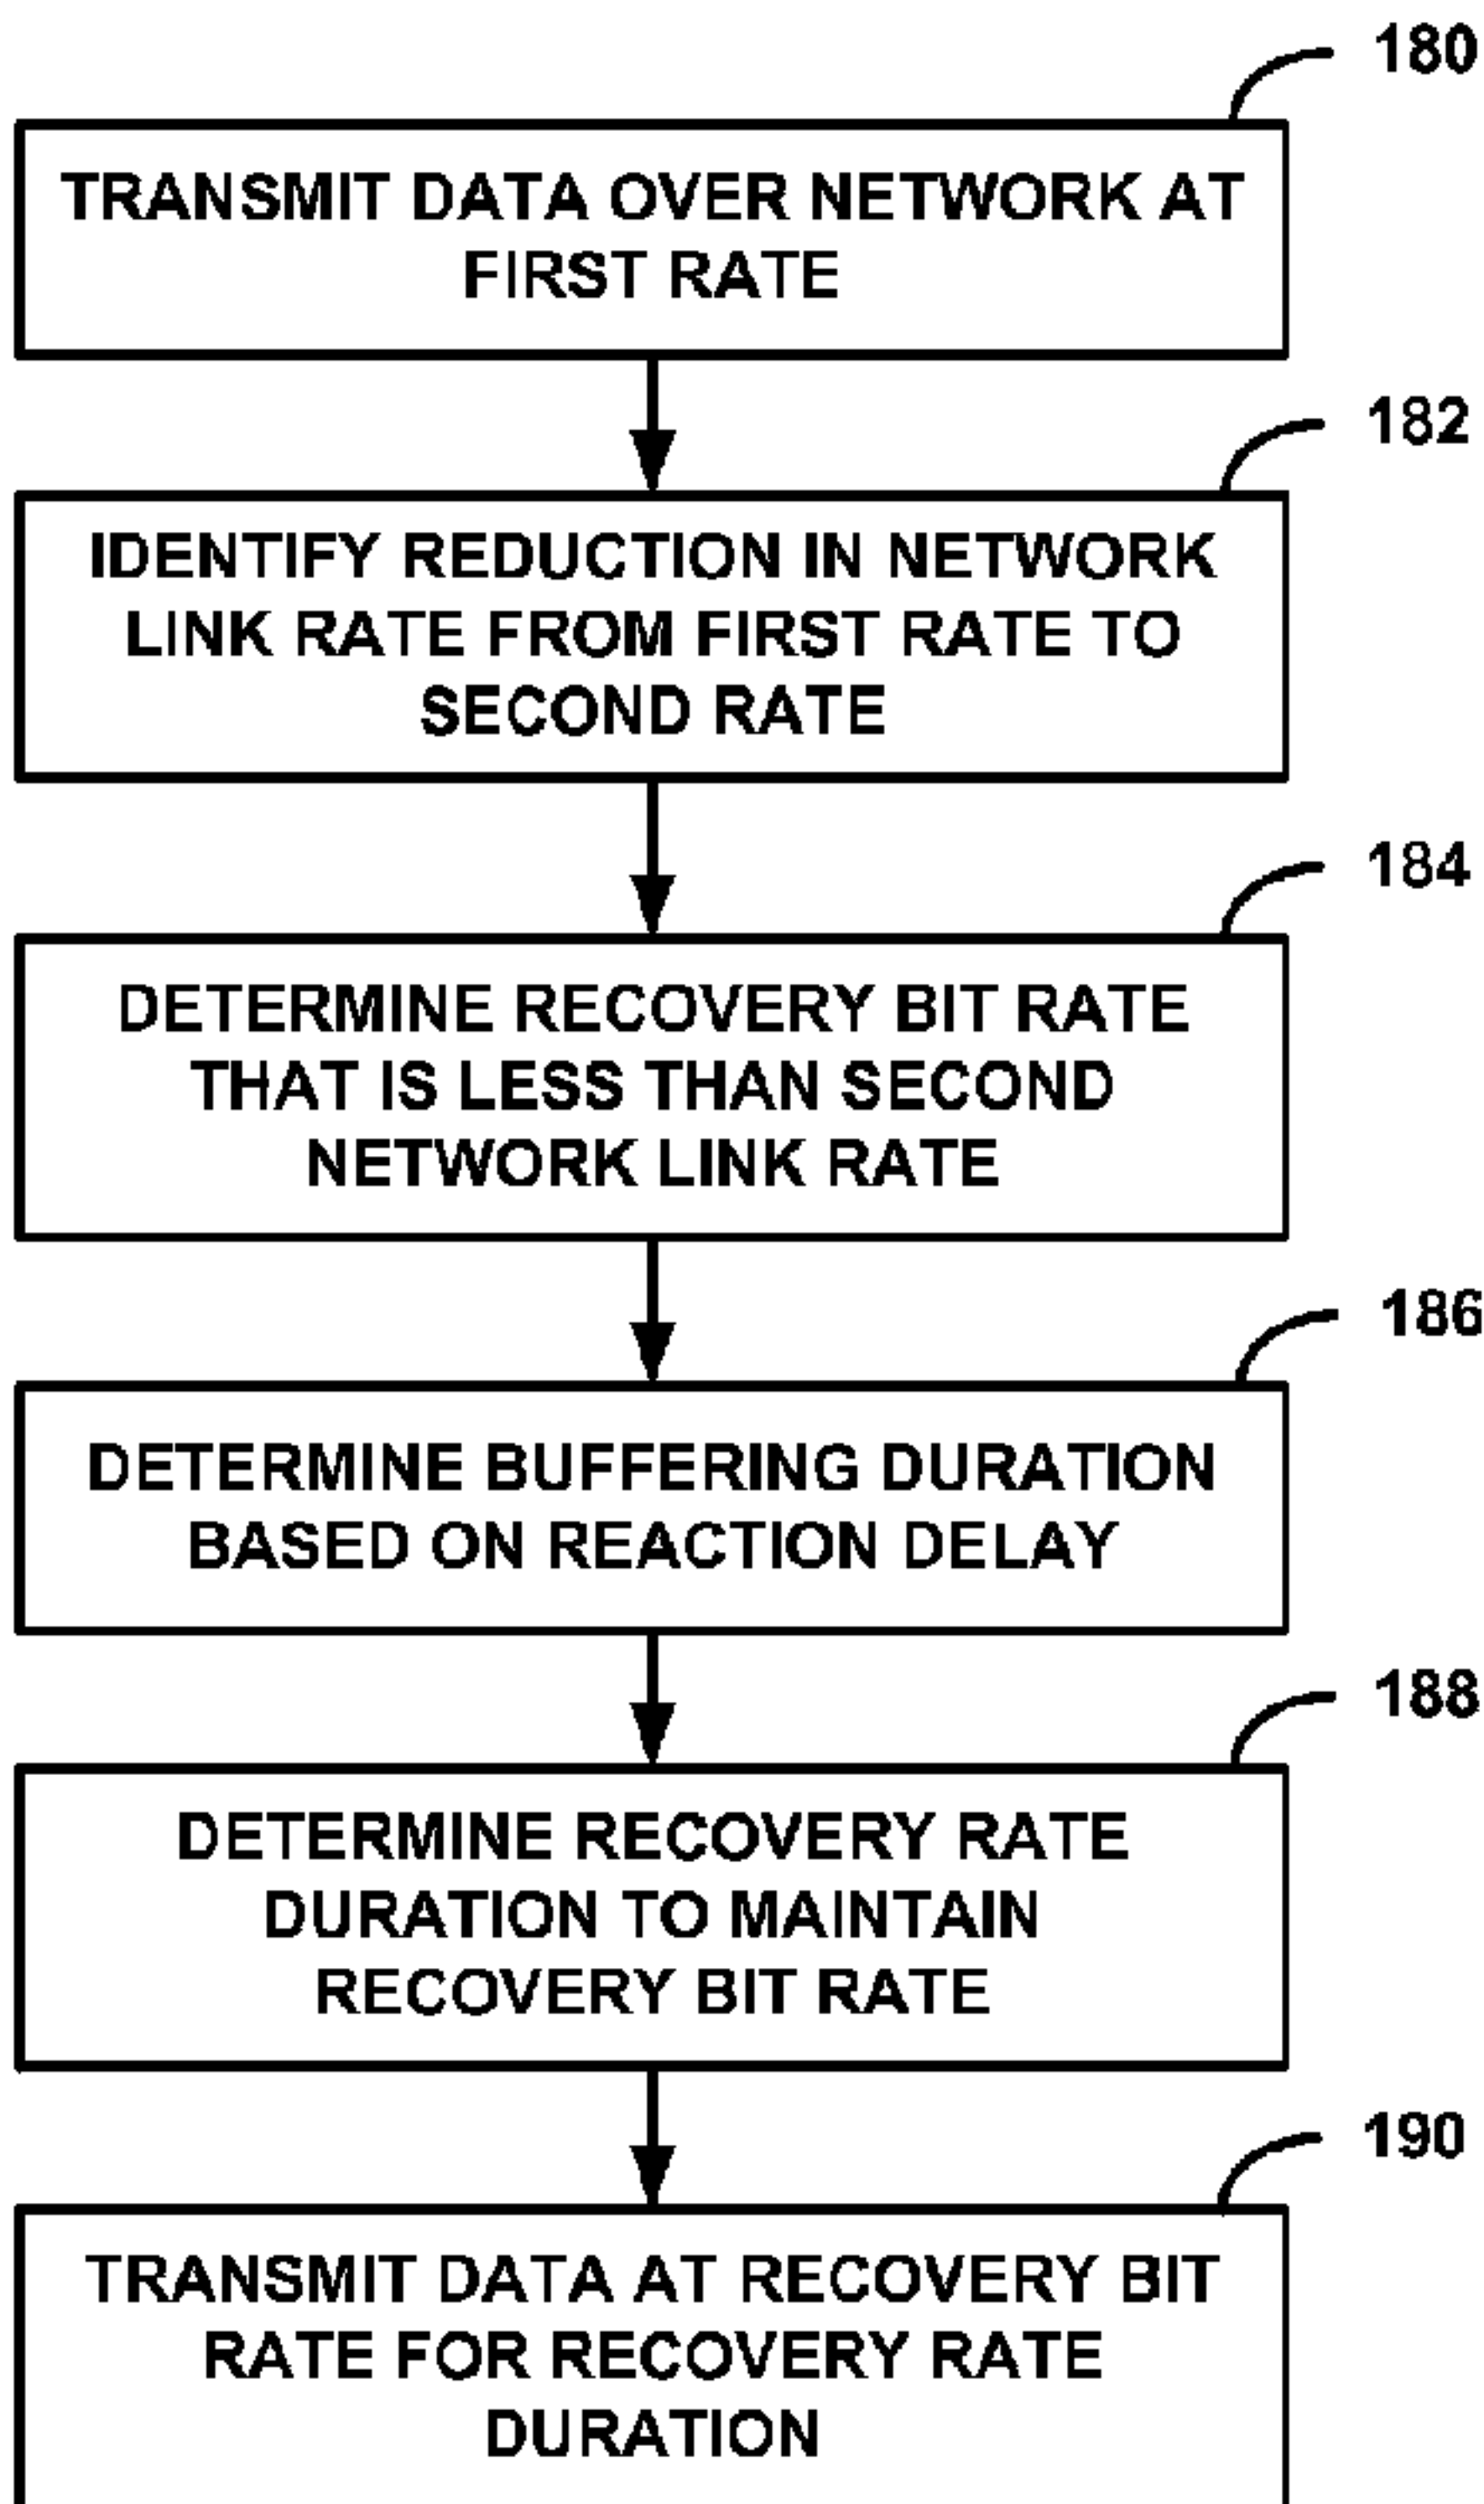 180
TRANSMIT DATA OVER NETWORK AT
FIRST RATE
182
IDENTIFY REDUCTION IN NETWORK
LINK RATE FROM FIRST RATE TO
SECOND RATE
184
DETERMINE RECOVERY BIT RATE
THAT IS LESS THAN SECOND
NETWORK LINK RATE
186
DETERMINE BUFFERING DURATION
BASED ON REACTION DELAY
188
DETERMINE RECOVERY RATE
DURATION TO MAINTAIN
RECOVERY BIT RATE
190
TRANSMIT DATA AT RECOVERY BIT
RATE FOR RECOVERY RATE
DURATION